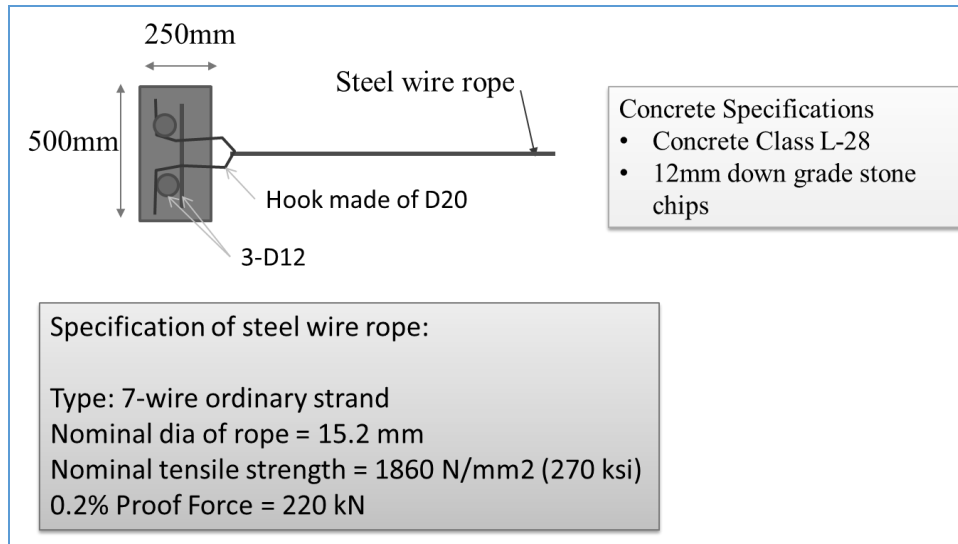 250mm
Steel wire rope
500mm
Hook made of D20
3-D12
Concrete Specifications
• Concrete Class L-28
• 12mm down grade stone
chips
Specification of steel wire rope:
Type: 7-wire ordinary strand
Nominal dia of rope = 15.2 mm
Nominal tensile strength = 1860 N/mm2 (270 ksi)
0.2% Proof Force = 220 kN